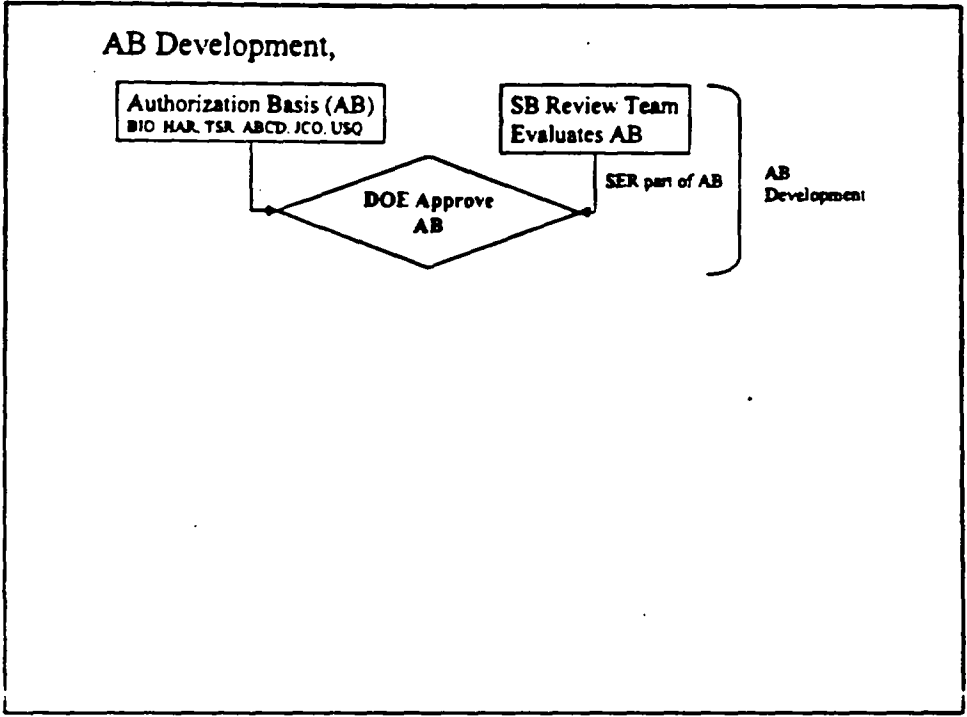 AB Development,
Authorization Basis (AB)
BIO HAR TSR ABCD. JCO. USQ
SB Review Team
Evaluates AB
SER part of AB
DOE Approve
AB
AB
Development